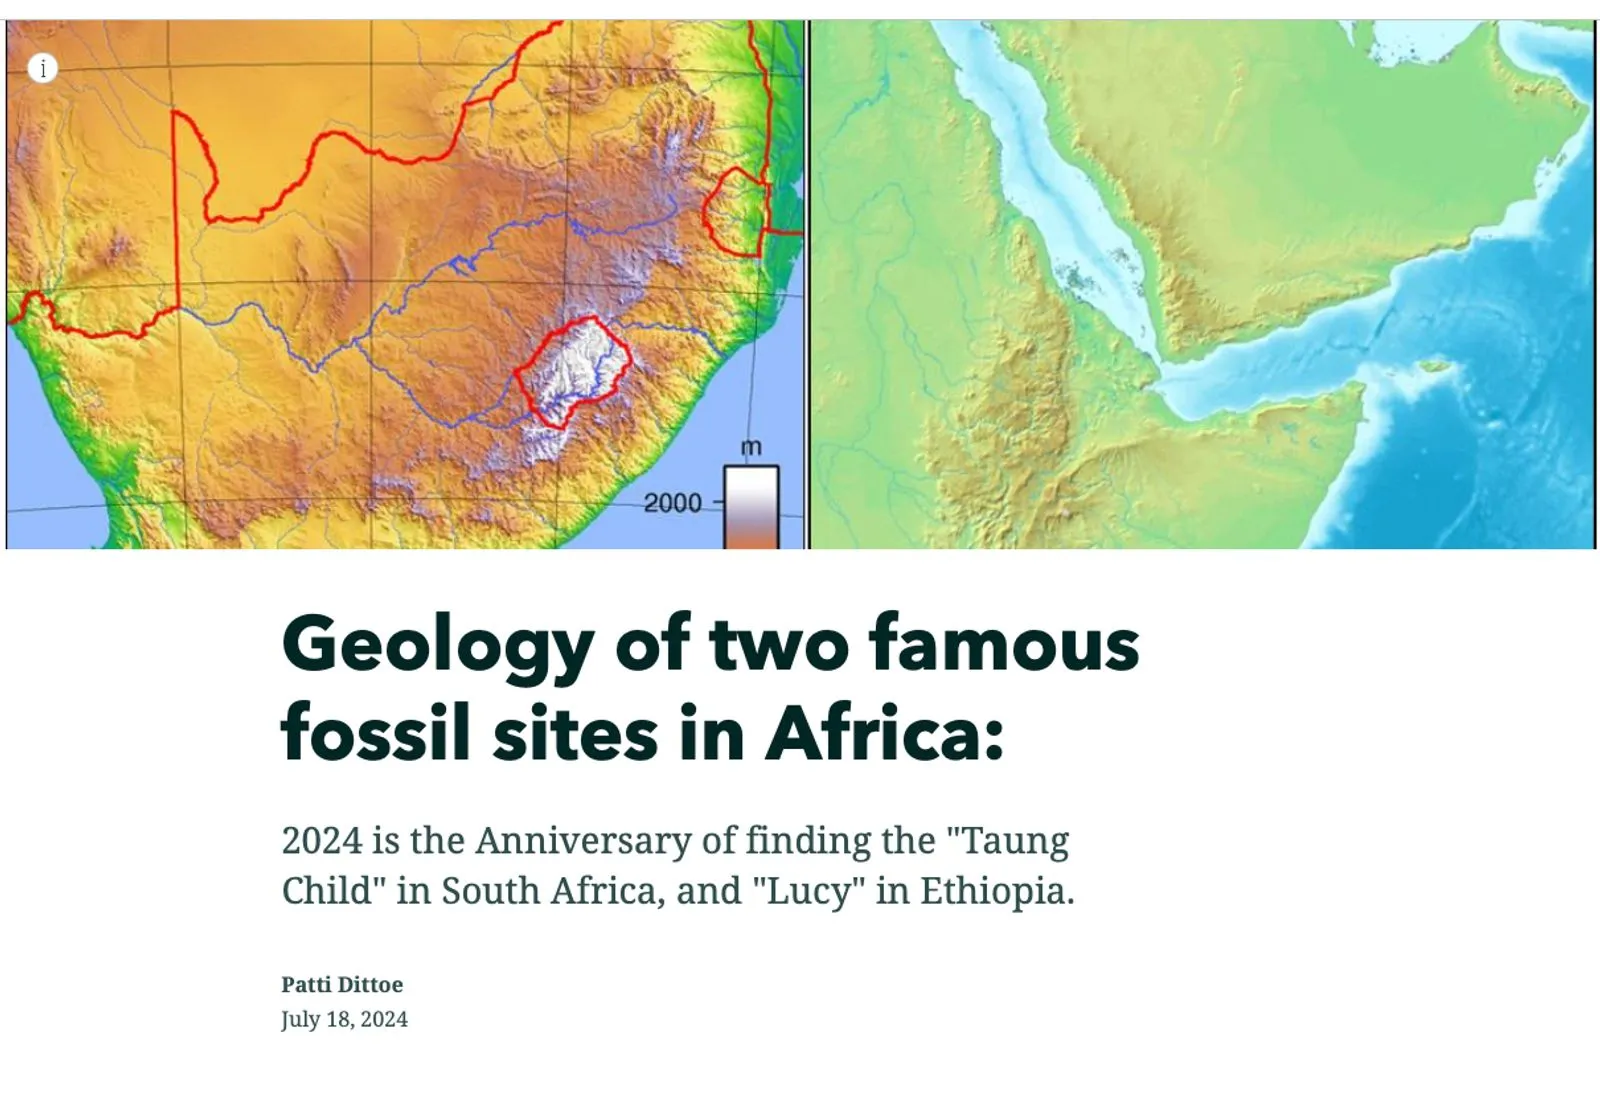 i
m
2000
Geology of two famous
fossil sites in Africa:
2024 is the Anniversary of finding the "Taung
Child" in South Africa, and "Lucy" in Ethiopia.
Patti Dittoe
July 18, 2024